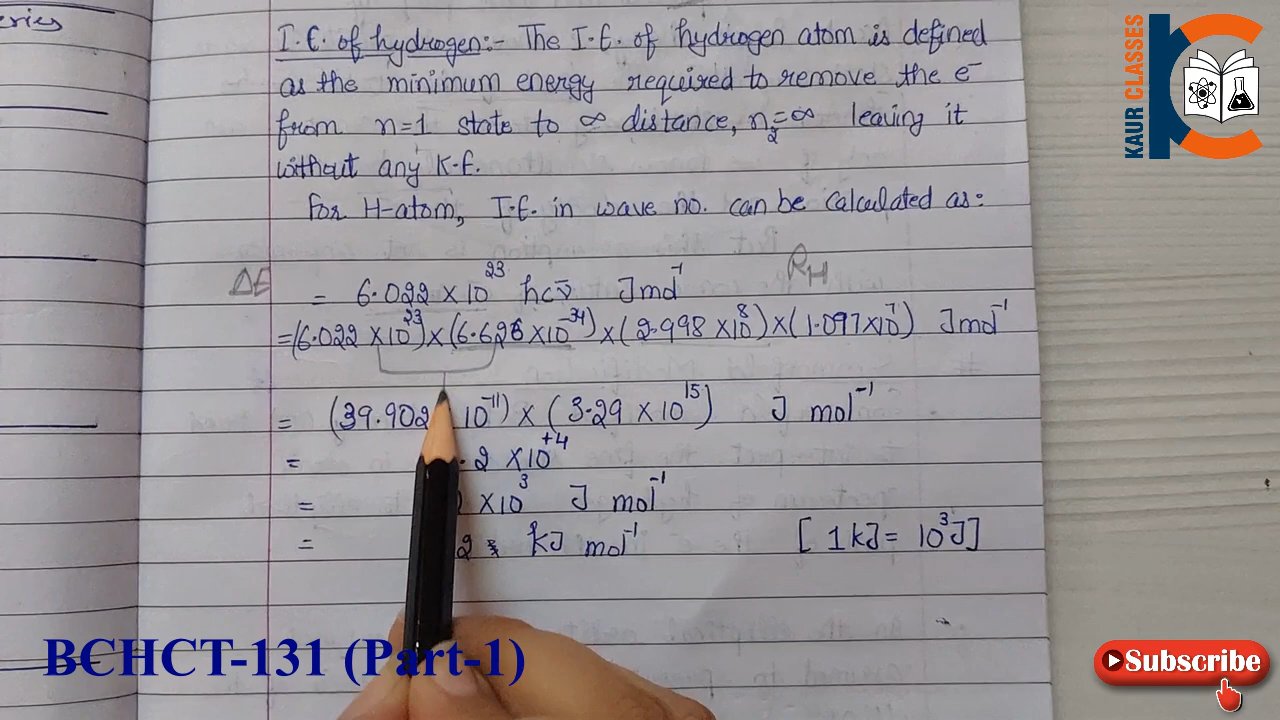 eries
I.E. of hydrogen:- The I.E. of hydrogen atom is defined
as the minimum energy required to remove the e⁻
from n=1 state to ∞ distance, n₂=∞ leaving it
without any K.E.
For H-atom, I.E. in wave no. can be calculated as:
ΔE = 6.022 × 10²³ hcν̄ J mol⁻¹ R_H
=(6.022 ×10²³)×(6.626 ×10⁻³⁴)×(2.998 ×10⁸)×(1.097×10⁷) J mol⁻¹
= (39.902 10⁻¹¹) × (3.29 × 10¹⁵) J mol⁻¹
= .2 ×10⁺⁴
= 2 ×10³ J mol⁻¹
= 2 kJ mol⁻¹ [1 kJ = 10³J]
KAUR CLASSES
BCHCT-131 (Part-1)
Subscribe